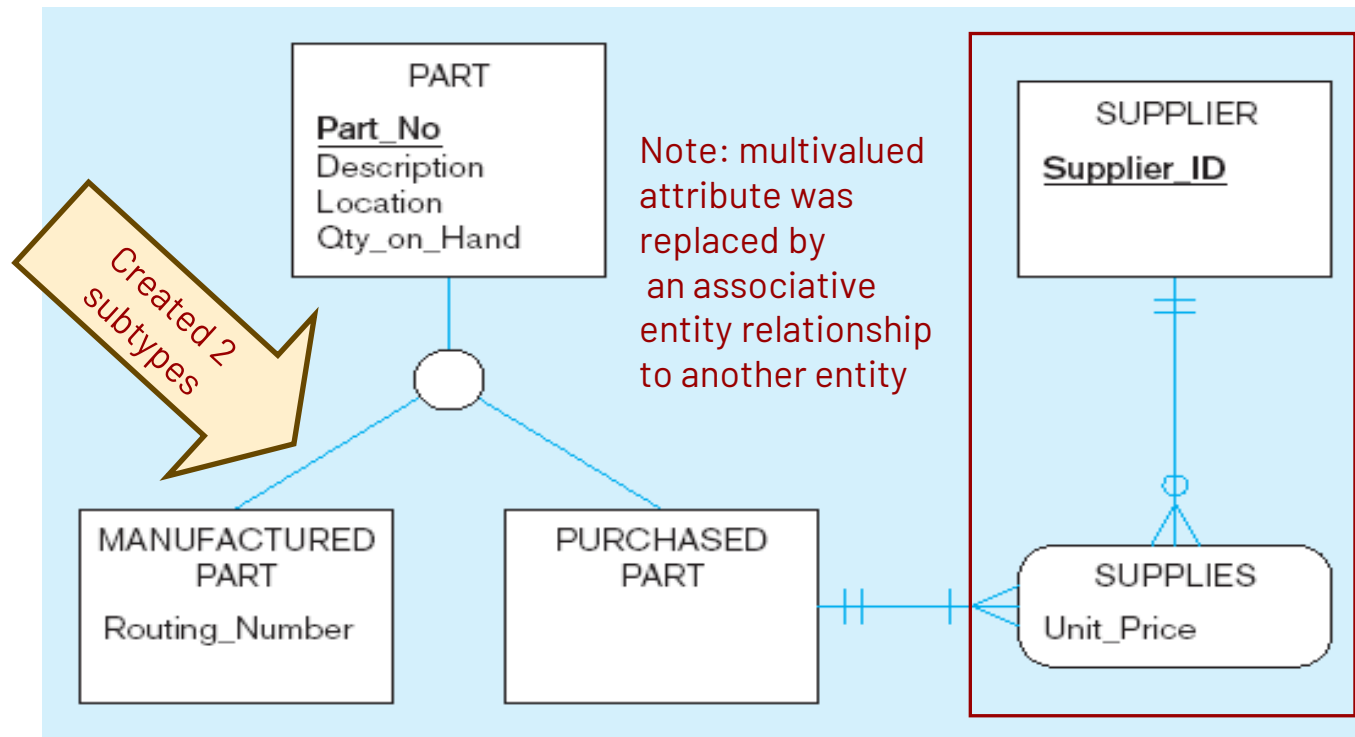 PART
Part_No
Description
Location
Qty_on_Hand
Note: multivalued
attribute was
replaced by
an associative
entity relationship
to another entity
SUPPLIER
Supplier_ID
Created 2
subtypes
MANUFACTURED
PART
Routing_Number
PURCHASED
PART
SUPPLIES
Unit_Price